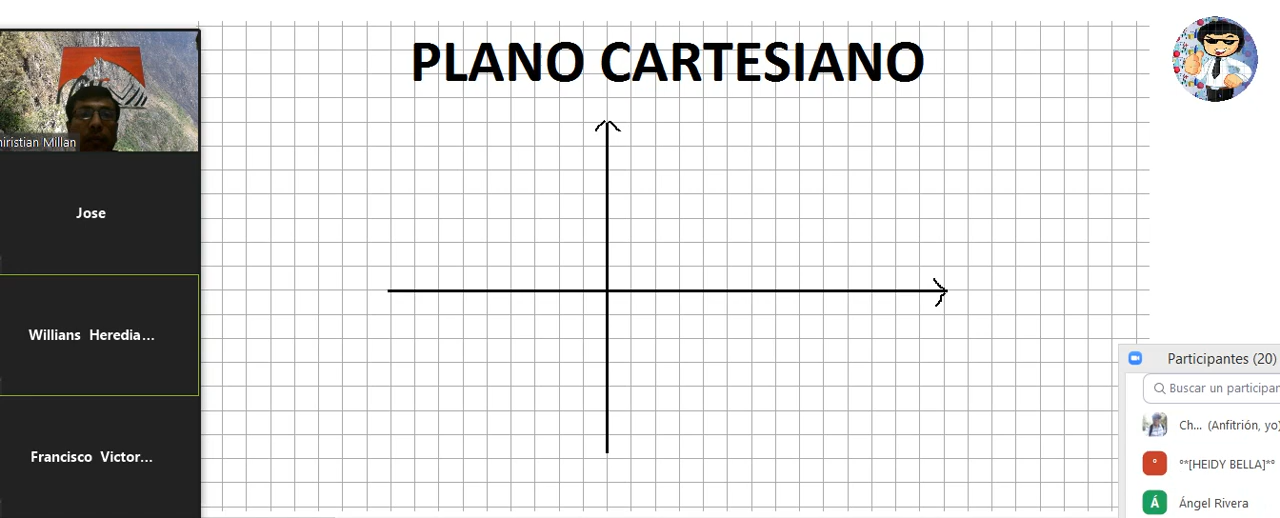 PLANO CARTESIANO
hiristian Millan
Jose
Willians Heredia...
Francisco Victor...
Participantes (20)
Buscar un participan
Ch... (Anfitrión, yo)
°*[HEIDY BELLA]*°
Á Ángel Rivera